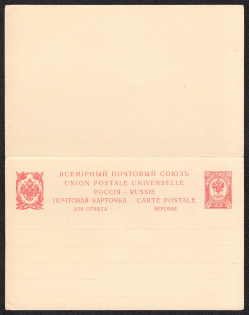 ВСЕМІРНЫЙ ПОЧТОВЫЙ СОЮЗЪ
UNION POSTALE UNIVERSELLE
РОССІЯ — RUSSIE
ПОЧТОВАЯ КАРТОЧКА — CARTE POSTALE
ДЛЯ ОТВѢТА RÉPONSE